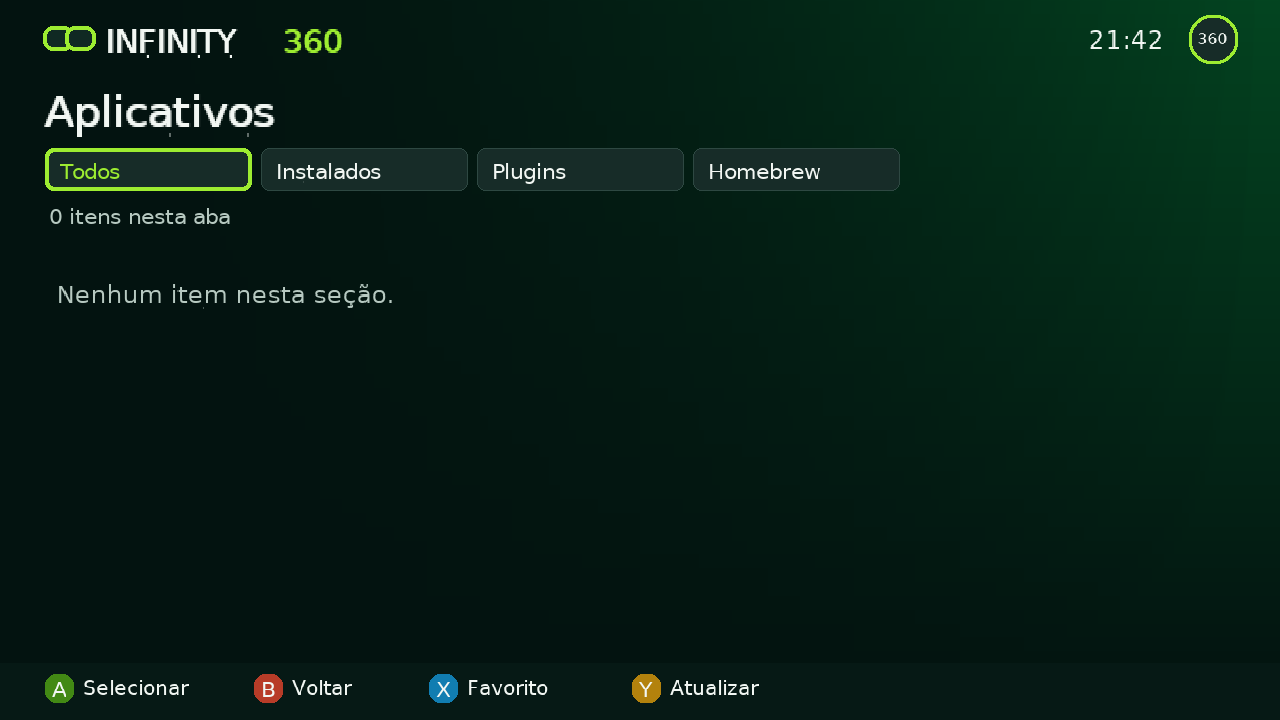 INFINITY 360
21:42
360
Aplicativos
Todos
Instalados
Plugins
Homebrew
0 itens nesta aba
Nenhum item nesta seção.
A Selecionar
B Voltar
X Favorito
Y Atualizar